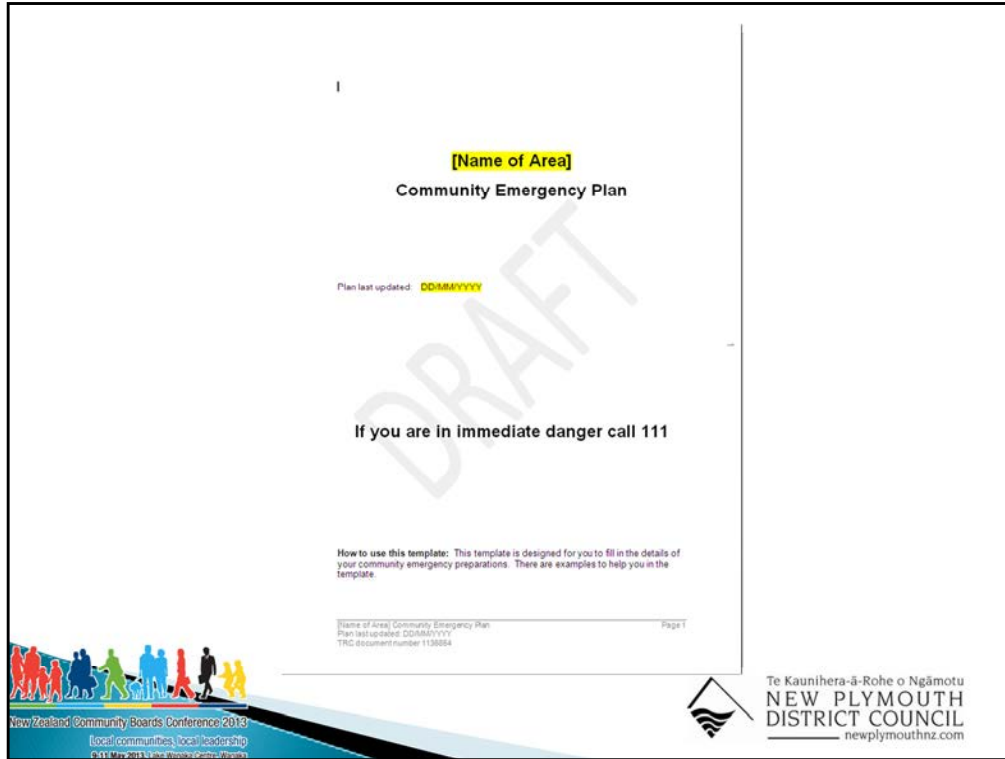 [Name of Area]
Community Emergency Plan
Plan last updated: DD/MM/YYYY
DRAFT
If you are in immediate danger call 111
How to use this template: This template is designed for you to fill in the details of
your community emergency preparations. There are examples to help you in the
template.
[Name of Area] Community Emergency Plan Page 1
Plan last updated: DD/MM/YYYY
TRC document number 1136864
New Zealand Community Boards Conference 2013
Local communities, local leadership
9-11 May 2013, Lake Wanaka Centre, Wanaka
Te Kaunihera-ā-Rohe o Ngāmotu
NEW PLYMOUTH
DISTRICT COUNCIL
newplymouthnz.com